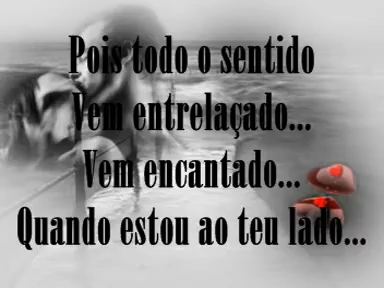 Pois todo o sentido
Vem entrelaçado...
Vem encantado...
Quando estou ao teu lado...